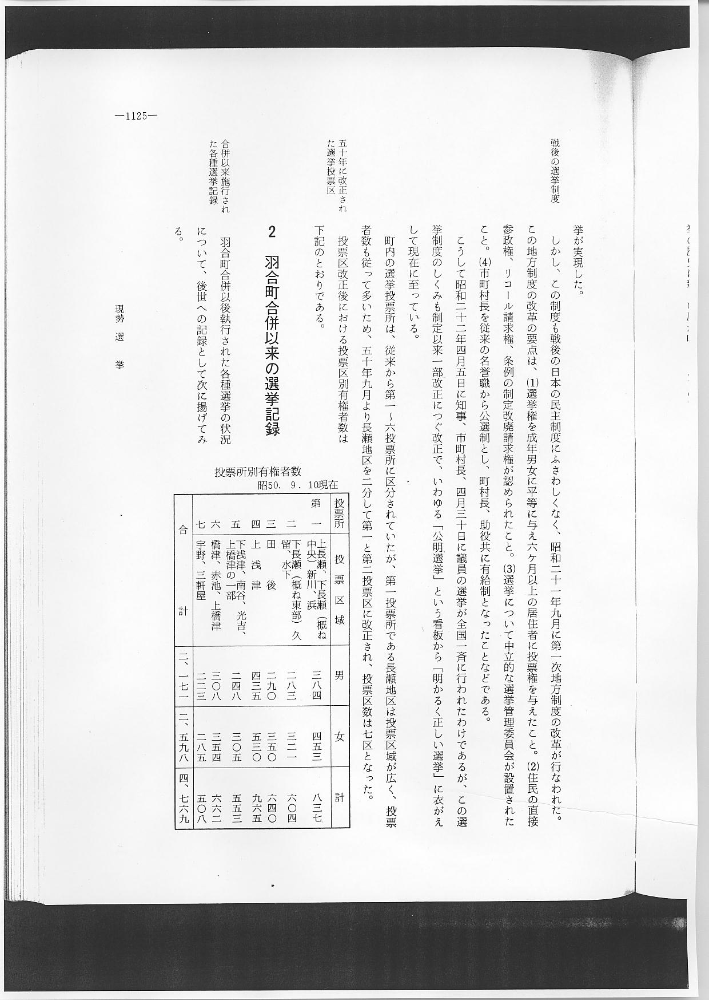 挙が実現した。
戦後の選挙制度
しかし、この制度も戦後の日本の民主制度にふさわしくなく、昭和二十一年九月に第一次地方制度の改革が行なわれた。
この地方制度の改革の要点は、(1)選挙権を成年男女に平等に与え六ケ月以上の居住者に投票権を与えたこと。(2)住民の直接
参政権、リコール請求権、条例の制定改廃請求権が認められたこと。(3)選挙について中立的な選挙管理委員会が設置された
こと。(4)市町村長を従来の名誉職から公選制とし、町村長、助役共に有給制となったことなどである。
こうして昭和二十二年四月五日に知事、市町村長、四月三十日に議員の選挙が全国一斉に行われたわけであるが、この選
挙制度のしくみも制定以来一部改正につぐ改正で、いわゆる「公明選挙」という看板から「明かるく正しい選挙」に衣がえ
して現在に至っている。
町内の選挙投票所は、従来から第一〜六投票所に区分されていたが、第一投票所である長瀬地区は投票区域が広く、投票
者数も従って多いため、五十年九月より長瀬地区を二分して第一と第二投票区に改正され、投票区数は七区となった。
五十年に改正され
た選挙投票区
投票区改正後における投票区別有権者数は
下記のとおりである。
2 羽合町合併以来の選挙記録
合併以来施行され
た各種選挙記録
羽合町合併以後執行された各種選挙の状況
について、後世への記録として次に揚げてみ
る。
投票所別有権者数
昭50. 9. 10現在
投票所 投票区域 男 女 計
第一 上長瀬、下長瀬（概ね
中央）新川、浜 三八四 四五三 八三七
二 下長瀬（概ね東部）久
留、水下 二八三 三二一 六〇四
三 田後 二九〇 三五〇 六四〇
四 上浅津 四三五 五三〇 九六五
五 下浅津、南谷、光吉、
上橋津の一部 二四八 三〇五 五五三
六 橋津、赤池、上橋津 三〇八 三五四 六六二
七 宇野、三軒屋 二二三 二八五 五〇八
合計 二、一七一 二、五九八 四、七六九
現勢 選挙
—1125—